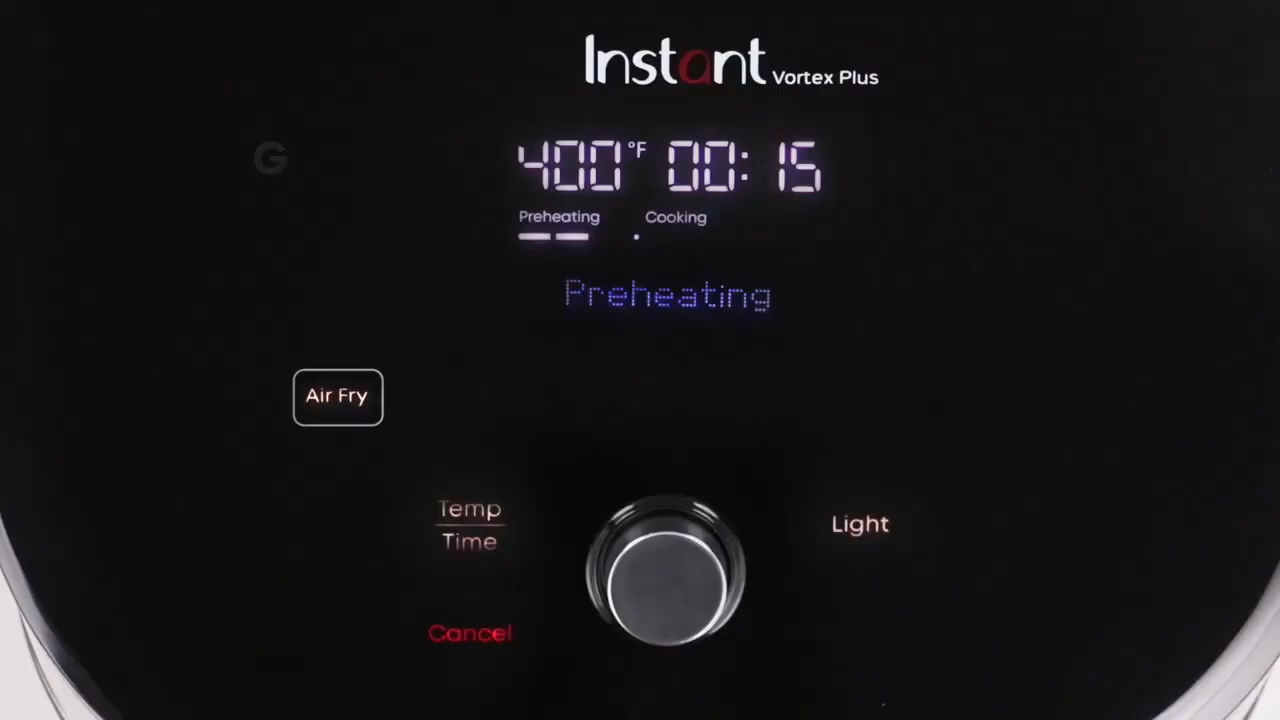 Instant Vortex Plus
G
400°F 00:15
Preheating Cooking
Preheating
Air Fry
Temp
Time
Light
Cancel